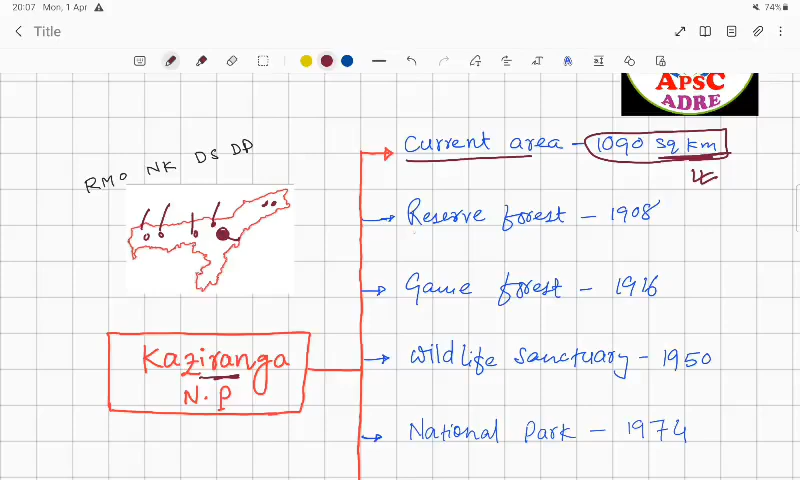 20:07 Mon, 1 Apr
74%
Title
APSC
ADRE
RMO NK DS DP
Current area - 1090 sq km
Reserve forest - 1908
Game forest - 1916
Wildlife Sanctuary - 1950
National Park - 1974
Kaziranga
N.P